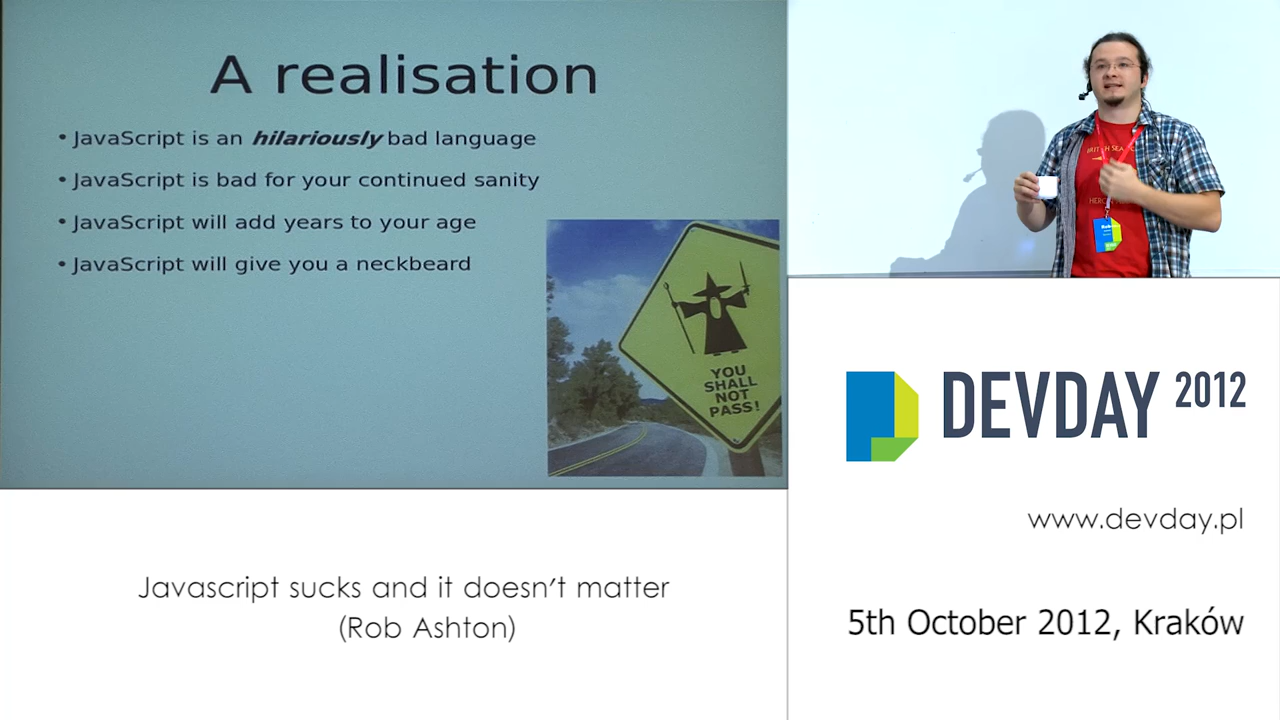 A realisation
• JavaScript is an hilariously bad language
• JavaScript is bad for your continued sanity
• JavaScript will add years to your age
• JavaScript will give you a neckbeard
YOU
SHALL
NOT
PASS!
DEVDAY 2012
www.devday.pl
5th October 2012, Kraków
Javascript sucks and it doesn't matter
(Rob Ashton)